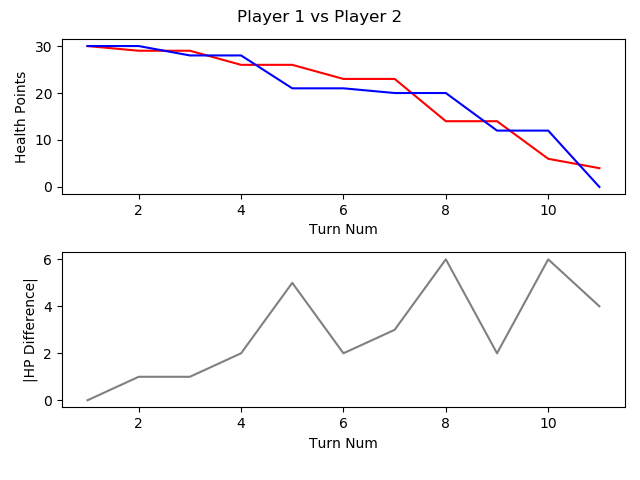 Player 1 vs Player 2
30
20
10
0
Health Points
2 4 6 8 10
Turn Num
6
4
2
0
|HP Difference|
2 4 6 8 10
Turn Num